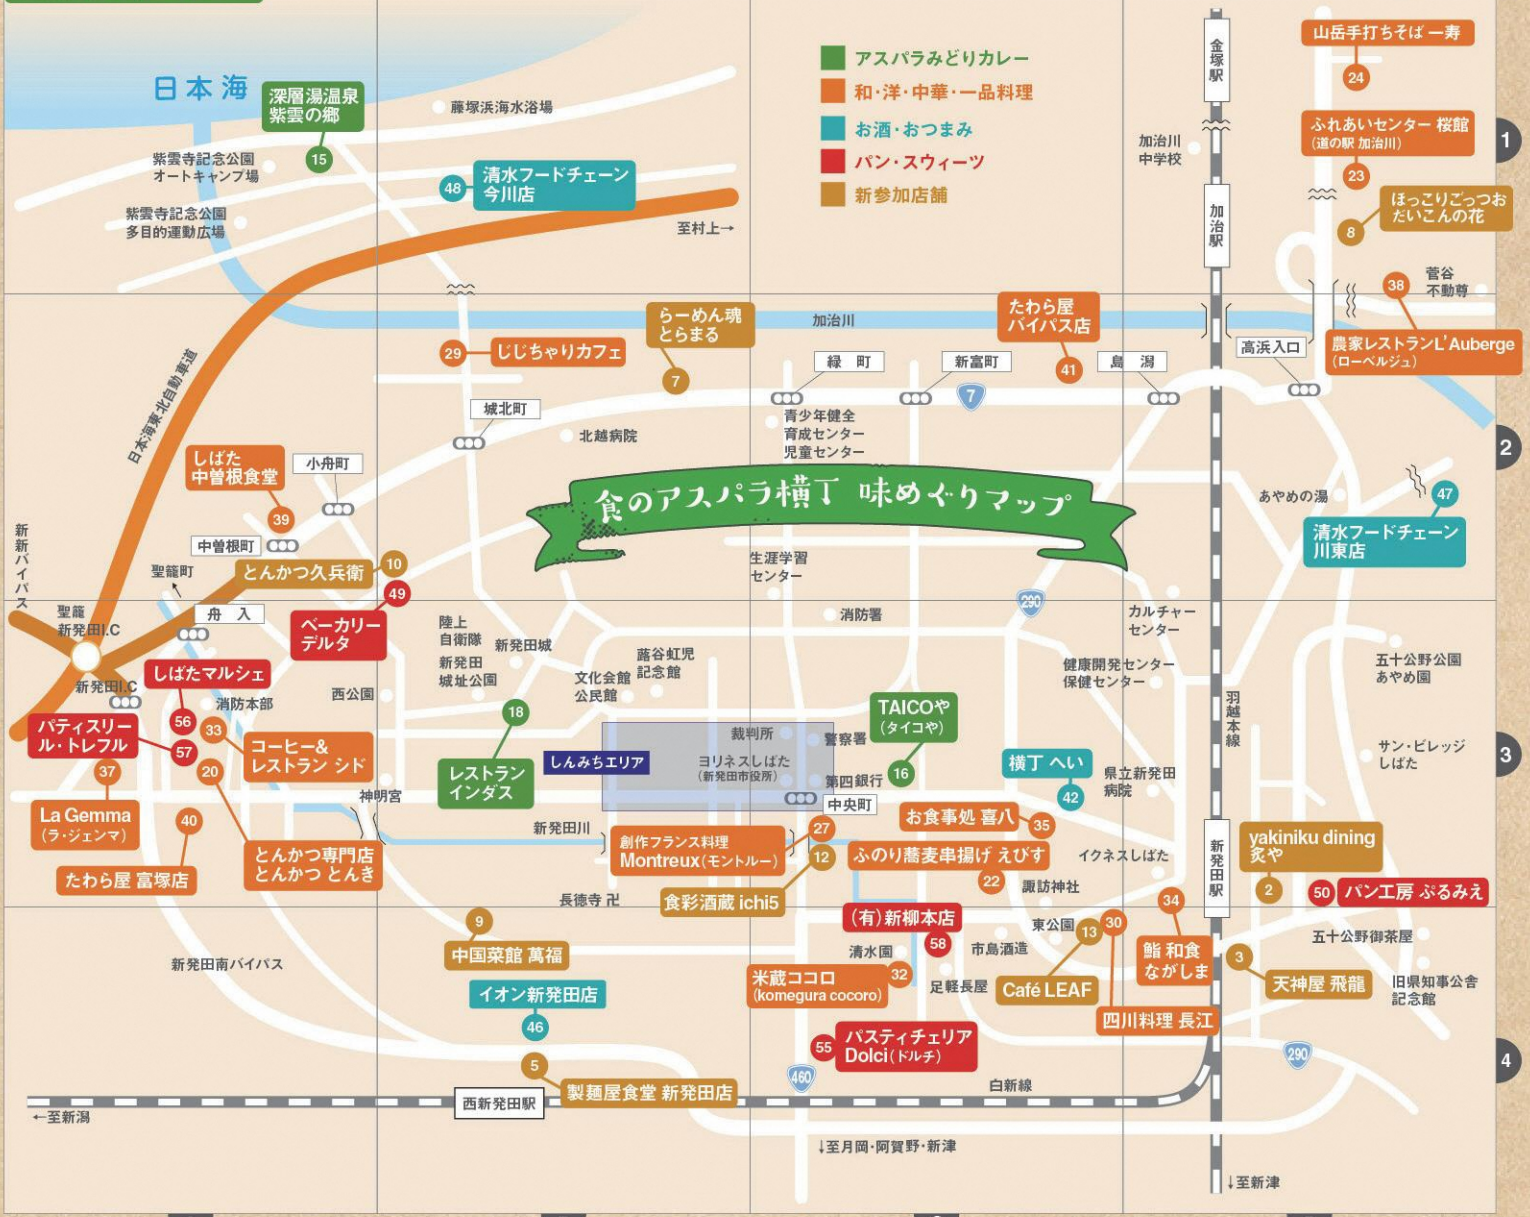 日本海
深層湯温泉
紫雲の郷
15
藤塚浜海水浴場
紫雲寺記念公園
オートキャンプ場
紫雲寺記念公園
多目的運動広場
48
清水フードチェーン
今川店
至村上→
アスパラみどりカレー
和・洋・中華・一品料理
お酒・おつまみ
パン・スウィーツ
新参加店舗
金塚駅
加治川
中学校
加治駅
山岳手打ちそば 一寿
24
ふれあいセンター 桜館
(道の駅 加治川)
23
ほっこりごっつお
だいこんの花
8
1
菅谷
不動尊
38
農家レストランL'Auberge
(ローベルジュ)
高浜入口
日本海東北自動車道
29
じじちゃりカフェ
らーめん魂
とらまる
7
加治川
たわら屋
バイパス店
41
緑 町
新富町
島 潟
7
城北町
北越病院
青少年健全
育成センター
児童センター
2
しばた
中曽根食堂
39
小舟町
中曽根町
食のアスパラ横丁 味めぐりマップ
あやめの湯
47
清水フードチェーン
川東店
新新バイパス
聖籠町
とんかつ久兵衛
10
49
ベーカリー
デルタ
舟 入
聖籠
新発田I.C
生涯学習
センター
消防署
290
カルチャー
センター
陸上
自衛隊
新発田城
新発田
城址公園
蕗谷虹児
記念館
文化会館
公民館
健康開発センター
保健センター
五十公野公園
あやめ園
新発田I.C
しばたマルシェ
56
消防本部
西公園
パティスリー
ル・トレフル
57
33
コーヒー&
レストラン シド
37
20
La Gemma
(ラ・ジェンマ)
40
たわら屋 富塚店
とんかつ専門店
とんかつ とんき
神明宮
18
レストラン
インダス
しんみちエリア
裁判所
警察署
ヨリネスしばた
(新発田市役所)
第四銀行
中央町
TAICOや
(タイコや)
16
横丁 へい
42
県立新発田
病院
羽越本線
サン・ビレッジ
しばた
3
新発田川
創作フランス料理
Montreux(モントルー)
27
12
食彩酒蔵 ichi5
お食事処 喜八
35
ふのり蕎麦串揚げ えびす
22
イクネスしばた
諏訪神社
新発田駅
yakiniku dining
炙や
2
50
パン工房 ぷるみえ
長徳寺 卍
9
中国菜館 萬福
新発田南バイパス
(有)新柳本店
58
清水園
32
米蔵ココロ
(komegura cocoro)
市島酒造
足軽長屋
東公園
13
30
Café LEAF
34
鮨 和食
ながしま
四川料理 長江
3
天神屋 飛龍
五十公野御茶屋
旧県知事公舎
記念館
イオン新発田店
46
5
製麺屋食堂 新発田店
55
パスティチェリア
Dolci(ドルチ)
460
290
4
←至新潟
西新発田駅
白新線
↓至月岡・阿賀野・新津
↓至新津